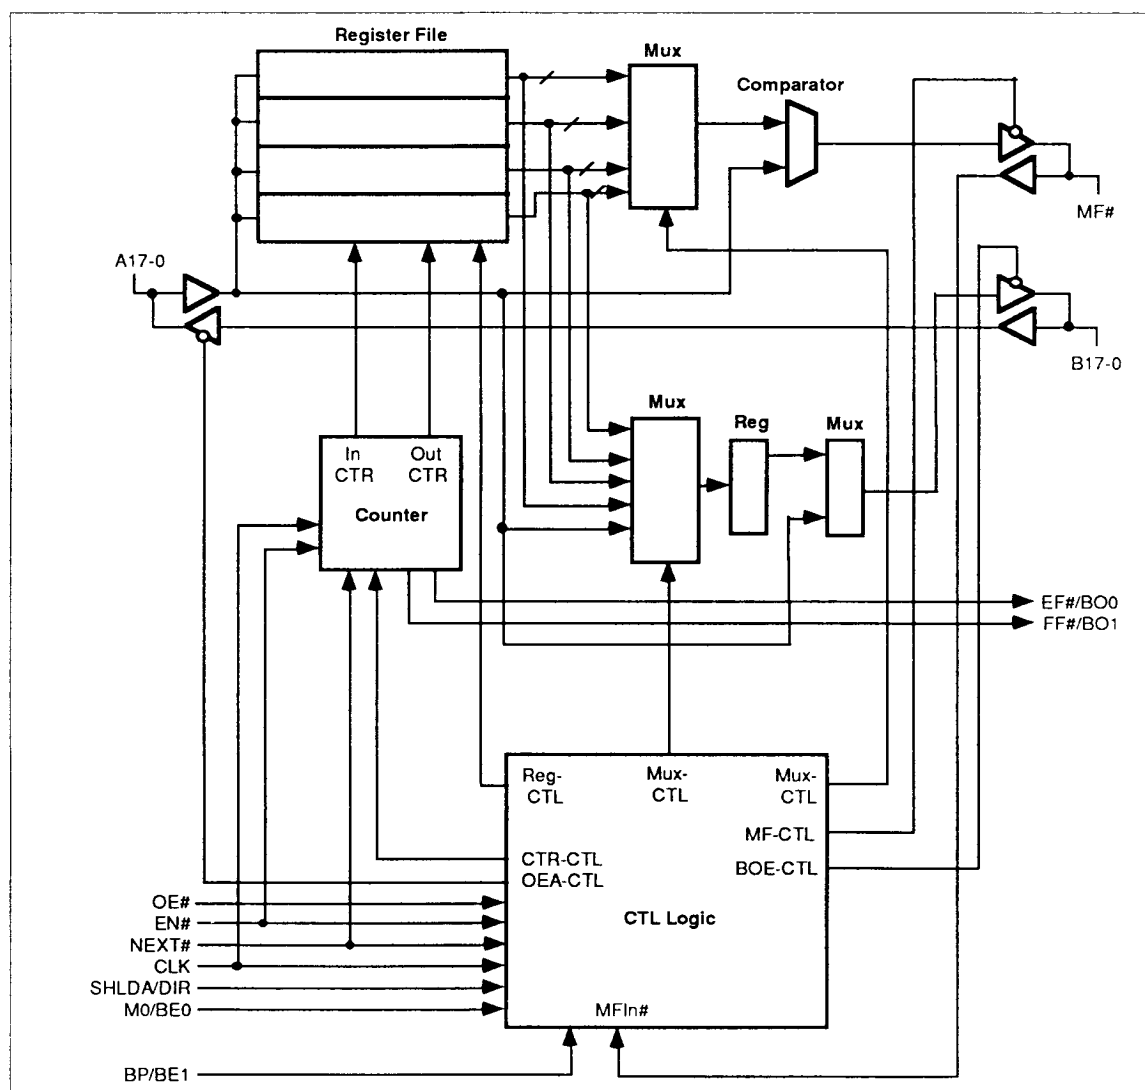 Register File
Mux
Comparator
MF#
A17-0
B17-0
Mux
Reg
Mux
In
CTR
Out
CTR
Counter
EF#/BO0
FF#/BO1
Reg-
CTL
Mux-
CTL
Mux-
CTL
MF-CTL
CTR-CTL
BOE-CTL
OEA-CTL
OE#
EN#
CTL Logic
NEXT#
CLK
SHLDA/DIR
M0/BE0
MFIn#
BP/BE1